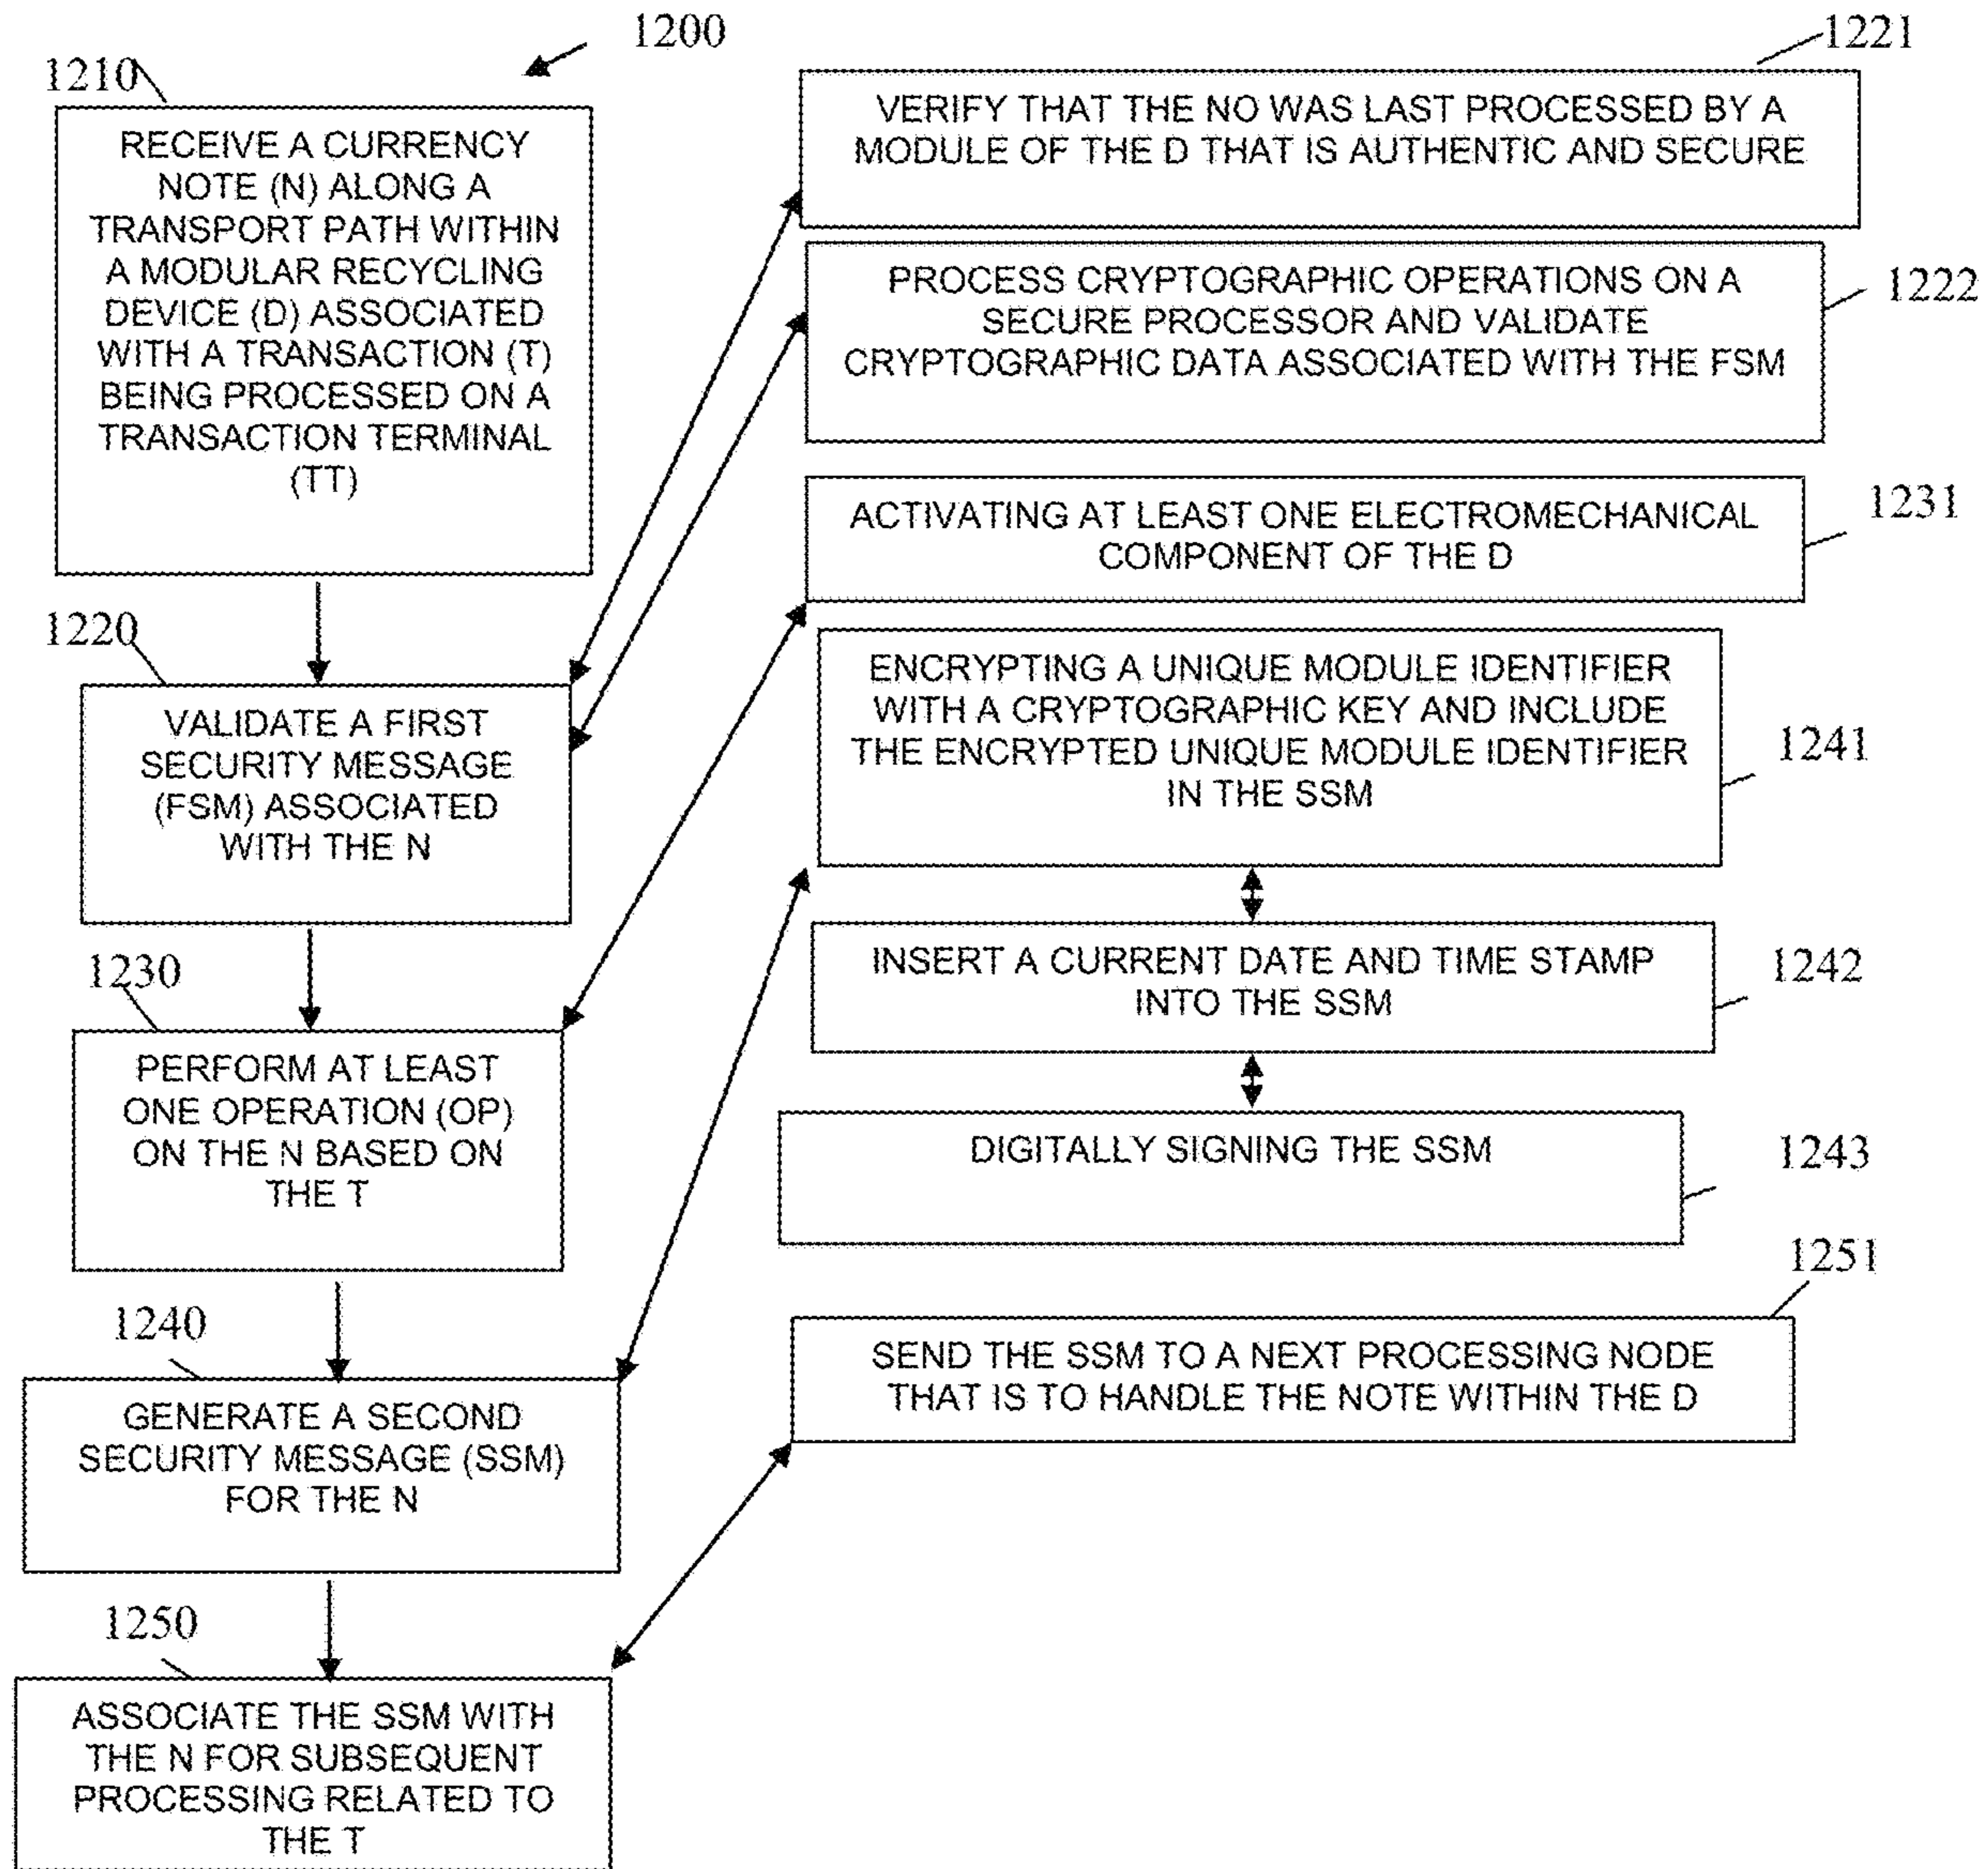 1200
1210
RECEIVE A CURRENCY
NOTE (N) ALONG A
TRANSPORT PATH WITHIN
A MODULAR RECYCLING
DEVICE (D) ASSOCIATED
WITH A TRANSACTION (T)
BEING PROCESSED ON A
TRANSACTION TERMINAL
(TT)
1220
VALIDATE A FIRST
SECURITY MESSAGE
(FSM) ASSOCIATED
WITH THE N
1230
PERFORM AT LEAST
ONE OPERATION (OP)
ON THE N BASED ON
THE T
1240
GENERATE A SECOND
SECURITY MESSAGE (SSM)
FOR THE N
1250
ASSOCIATE THE SSM WITH
THE N FOR SUBSEQUENT
PROCESSING RELATED TO
THE T
1221
VERIFY THAT THE NO WAS LAST PROCESSED BY A
MODULE OF THE D THAT IS AUTHENTIC AND SECURE
1222
PROCESS CRYPTOGRAPHIC OPERATIONS ON A
SECURE PROCESSOR AND VALIDATE
CRYPTOGRAPHIC DATA ASSOCIATED WITH THE FSM
1231
ACTIVATING AT LEAST ONE ELECTROMECHANICAL
COMPONENT OF THE D
1241
ENCRYPTING A UNIQUE MODULE IDENTIFIER
WITH A CRYPTOGRAPHIC KEY AND INCLUDE
THE ENCRYPTED UNIQUE MODULE IDENTIFIER
IN THE SSM
1242
INSERT A CURRENT DATE AND TIME STAMP
INTO THE SSM
1243
DIGITALLY SIGNING THE SSM
1251
SEND THE SSM TO A NEXT PROCESSING NODE
THAT IS TO HANDLE THE NOTE WITHIN THE D